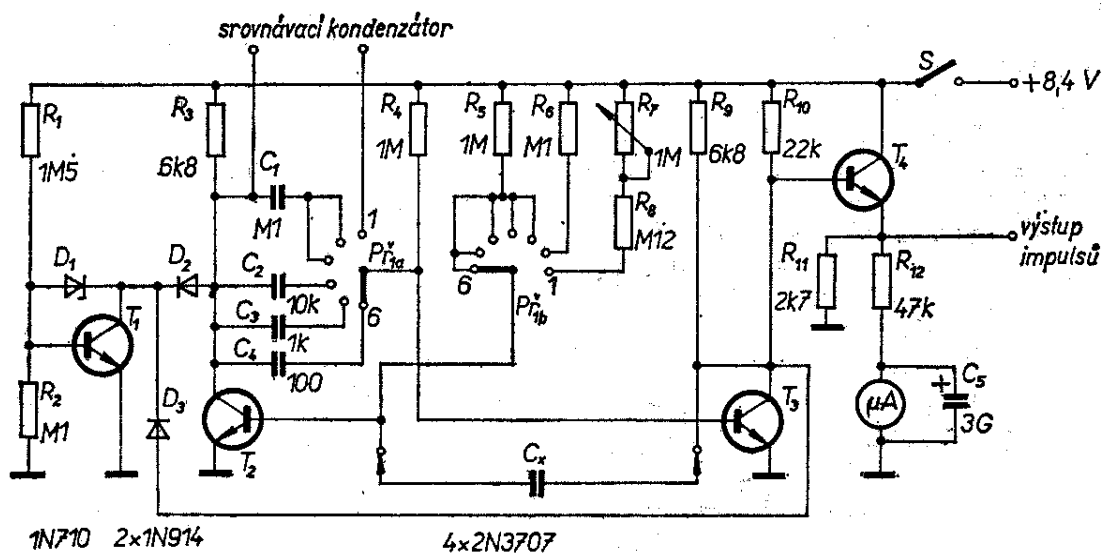 srovnávací kondenzátor
S
+8,4 V
R₁
1M5
R₃
6k8
C₁
M1
R₄
1M
R₅
1M
R₆
M1
R₇
1M
R₉
6k8
R₁₀
22k
T₄
1
Př₁ₐ
6
R₈
M12
6
1
Př₁b
výstup
impulsů
D₁
D₂
C₂
10k
C₃
1k
C₄
100
T₁
R₁₁
2k7
R₁₂
47k
R₂
M1
D₃
T₂
T₃
µA
+
C₅
3G
Cₓ
1N710 2×1N914
4×2N3707